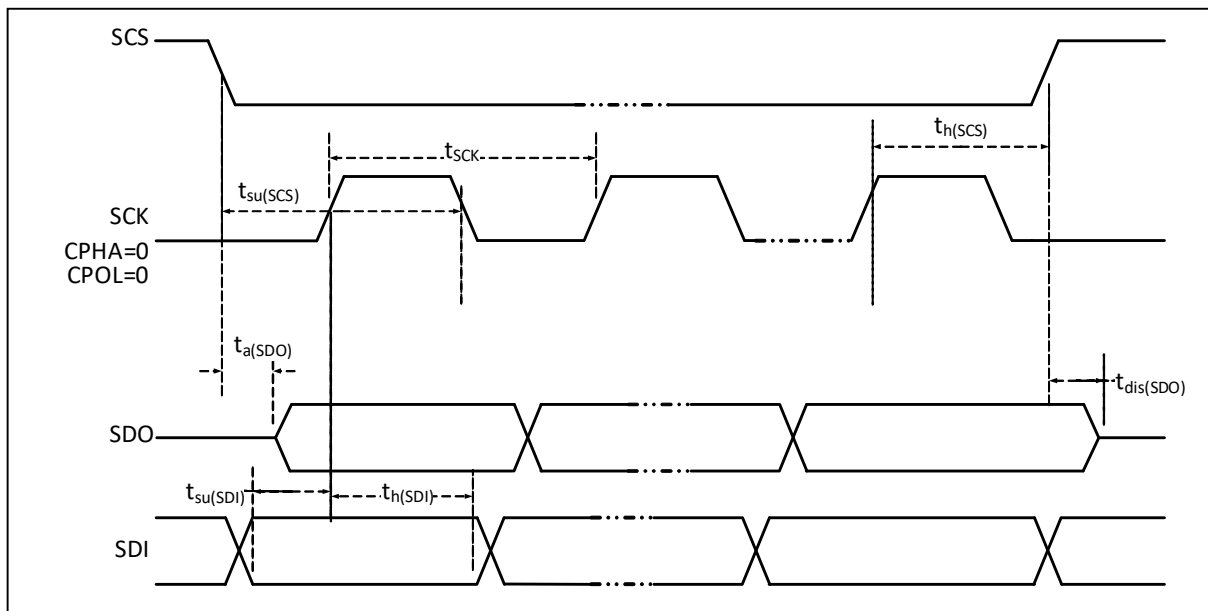 SCS
th(SCS)
tSCK
tsu(SCS)
SCK
CPHA=0
CPOL=0
ta(SDO)
tdis(SDO)
SDO
tsu(SDI)
th(SDI)
SDI